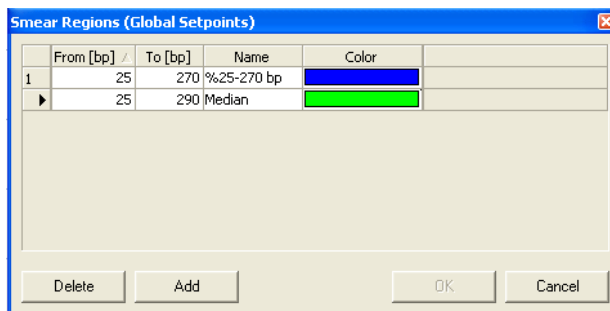 Smear Regions (Global Setpoints)
From [bp] To [bp] Name Color
1 25 270 %25-270 bp
25 290 Median
Delete Add OK Cancel